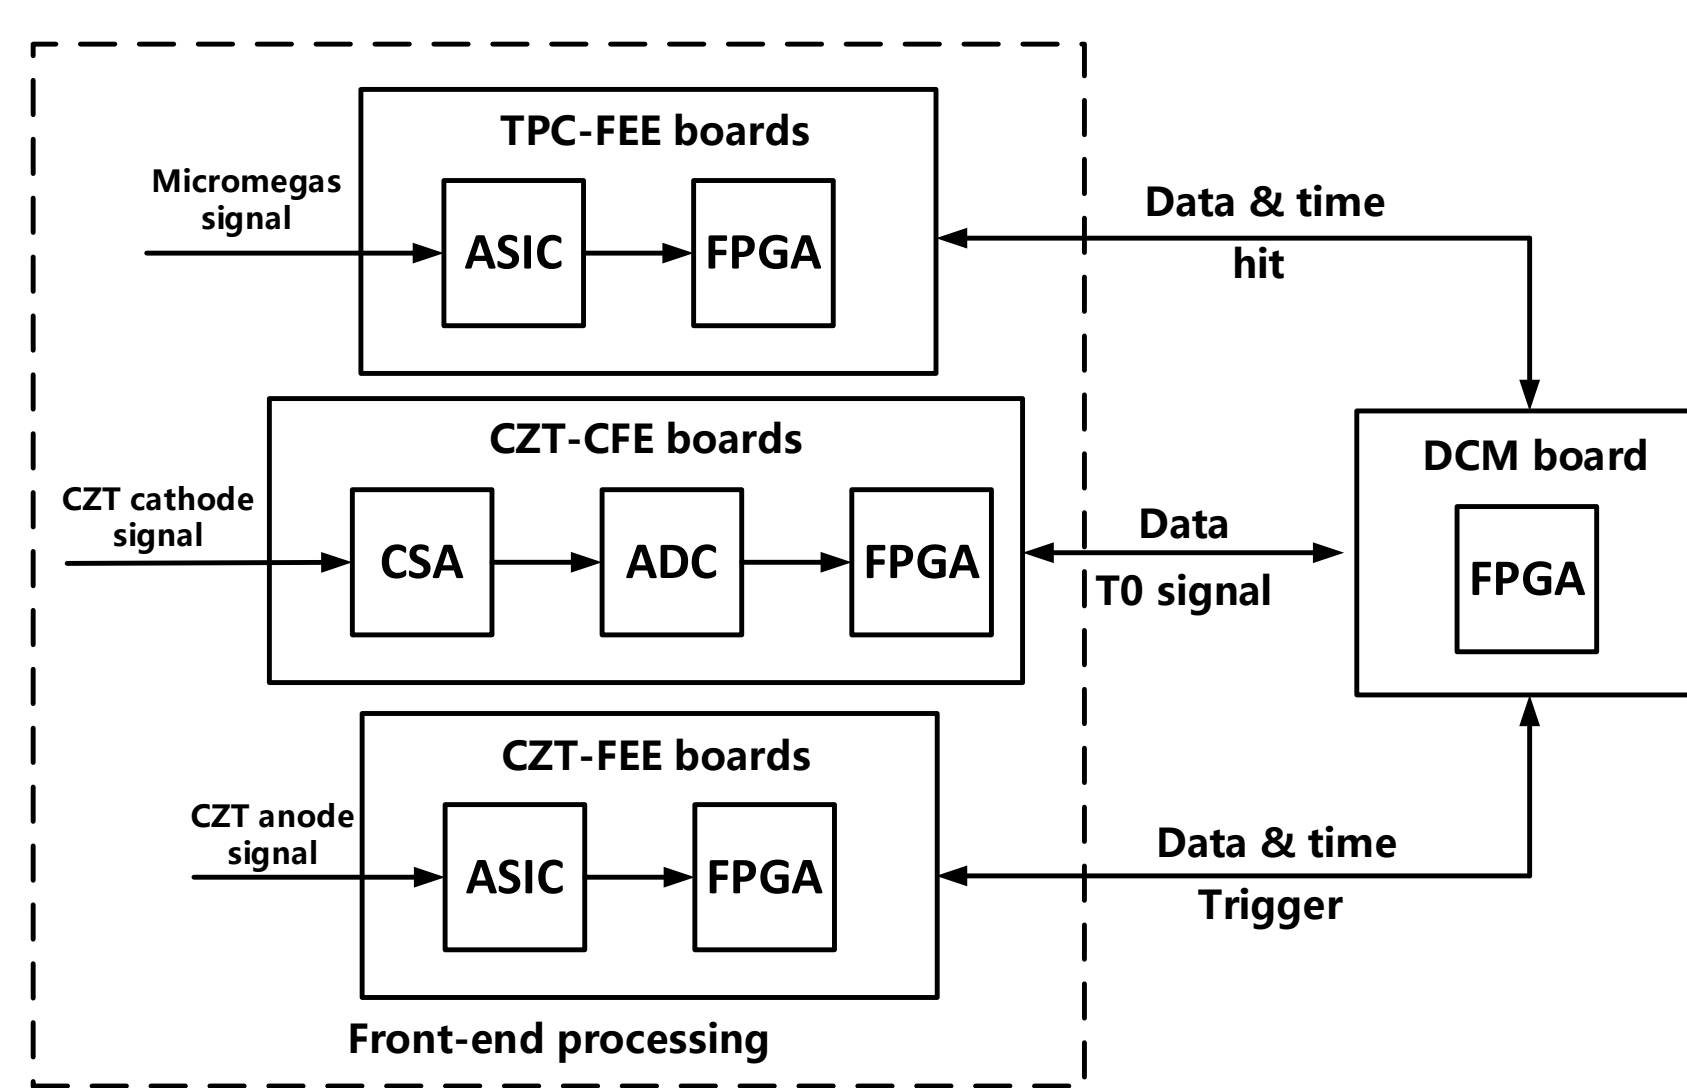 TPC-FEE boards
Micromegas
signal
ASIC
FPGA
Data & time
hit
CZT-CFE boards
CZT cathode
signal
CSA
ADC
FPGA
Data
T0 signal
DCM board
FPGA
CZT-FEE boards
CZT anode
signal
ASIC
FPGA
Data & time
Trigger
Front-end processing